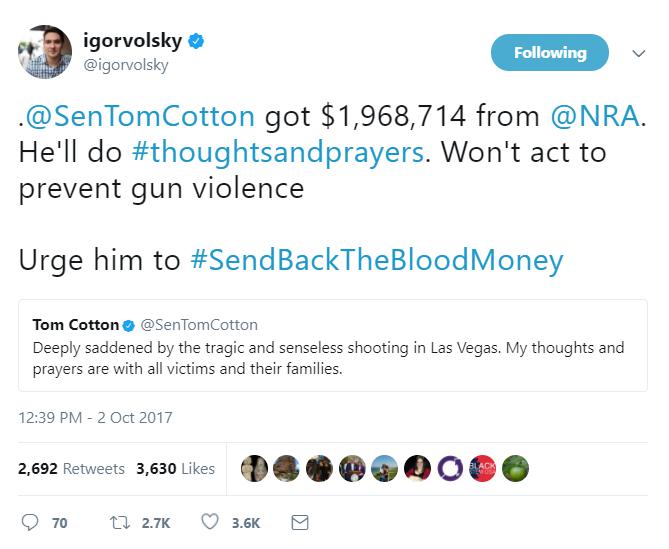 igorvolsky
@igorvolsky
Following
.@SenTomCotton got $1,968,714 from @NRA.
He'll do #thoughtsandprayers. Won't act to
prevent gun violence
Urge him to #SendBackTheBloodMoney
Tom Cotton @SenTomCotton
Deeply saddened by the tragic and senseless shooting in Las Vegas. My thoughts and
prayers are with all victims and their families.
12:39 PM - 2 Oct 2017
2,692 Retweets 3,630 Likes
BLACK
70 2.7K 3.6K